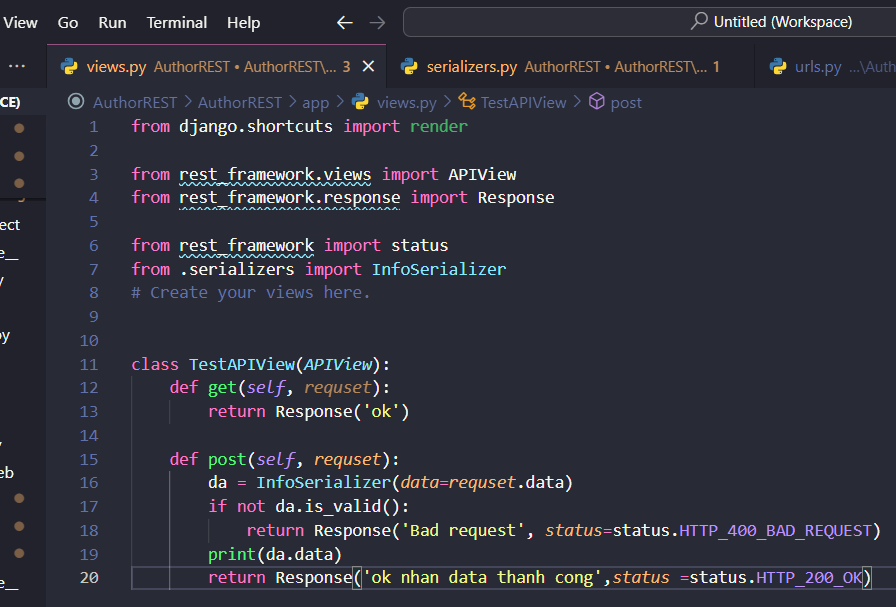 View Go Run Terminal Help ← → Untitled (Workspace)
... views.py AuthorREST • AuthorREST\... 3 × serializers.py AuthorREST • AuthorREST\... 1 urls.py ...\Auth
CE) AuthorREST > AuthorREST > app > views.py > TestAPIView > post
1 from django.shortcuts import render
2
3 from rest_framework.views import APIView
4 from rest_framework.response import Response
5
ect
6 from rest_framework import status
e__
7 from .serializers import InfoSerializer
y
8 # Create your views here.
9
py
10
11 class TestAPIView(APIView):
12 def get(self, requset):
13 return Response('ok')
14
15 def post(self, requset):
eb
16 da = InfoSerializer(data=requset.data)
17 if not da.is_valid():
18 return Response('Bad request', status=status.HTTP_400_BAD_REQUEST)
19 print(da.data)
e__
20 return Response('ok nhan data thanh cong',status =status.HTTP_200_OK)